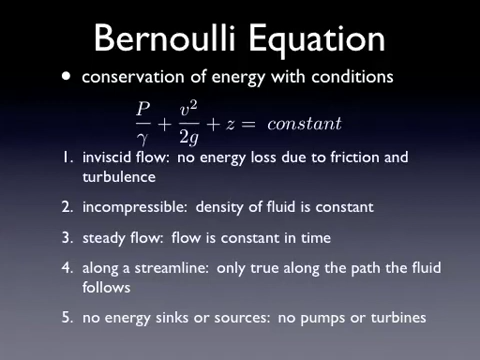 Bernoulli Equation
• conservation of energy with conditions
P/γ + v²/2g + z = constant
1. inviscid flow: no energy loss due to friction and
turbulence
2. incompressible: density of fluid is constant
3. steady flow: flow is constant in time
4. along a streamline: only true along the path the fluid
follows
5. no energy sinks or sources: no pumps or turbines